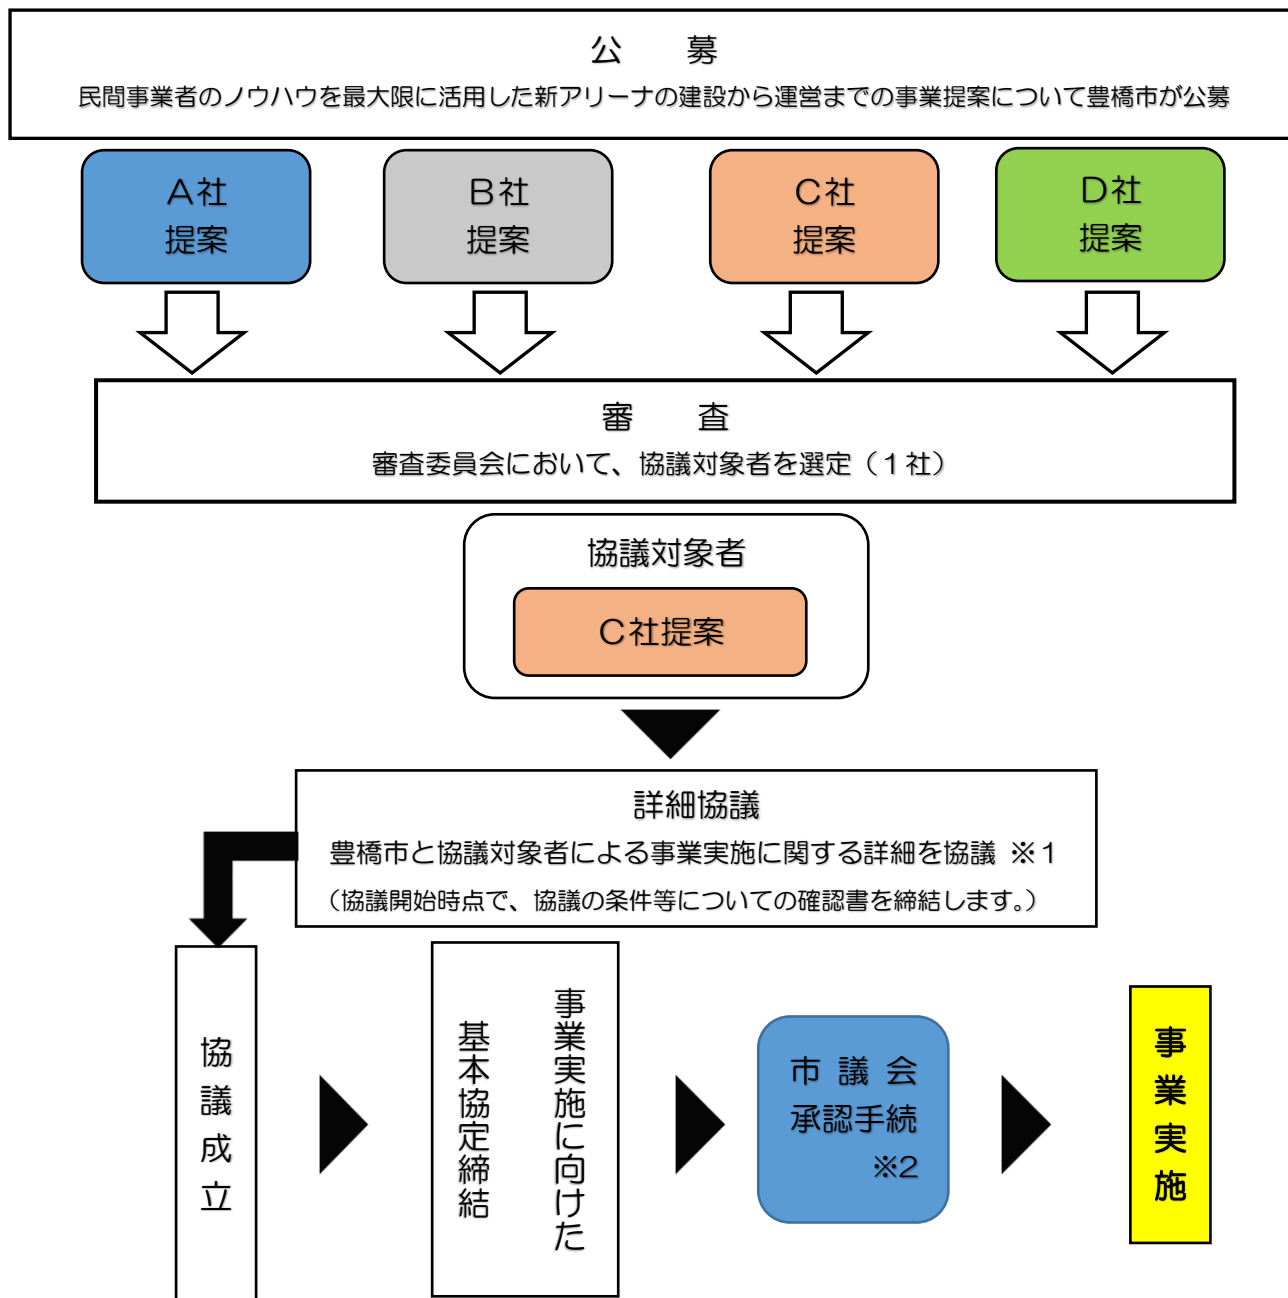 公　　募
民間事業者のノウハウを最大限に活用した新アリーナの建設から運営までの事業提案について豊橋市が公募
A社
提案
B社
提案
C社
提案
D社
提案
審　　査
審査委員会において、協議対象者を選定（１社）
協議対象者
C社提案
詳細協議
豊橋市と協議対象者による事業実施に関する詳細を協議 ※１
（協議開始時点で、協議の条件等についての確認書を締結します。）
協議成立
事業実施に向けた
基本協定締結
市 議 会
承認手続
※2
事業実施